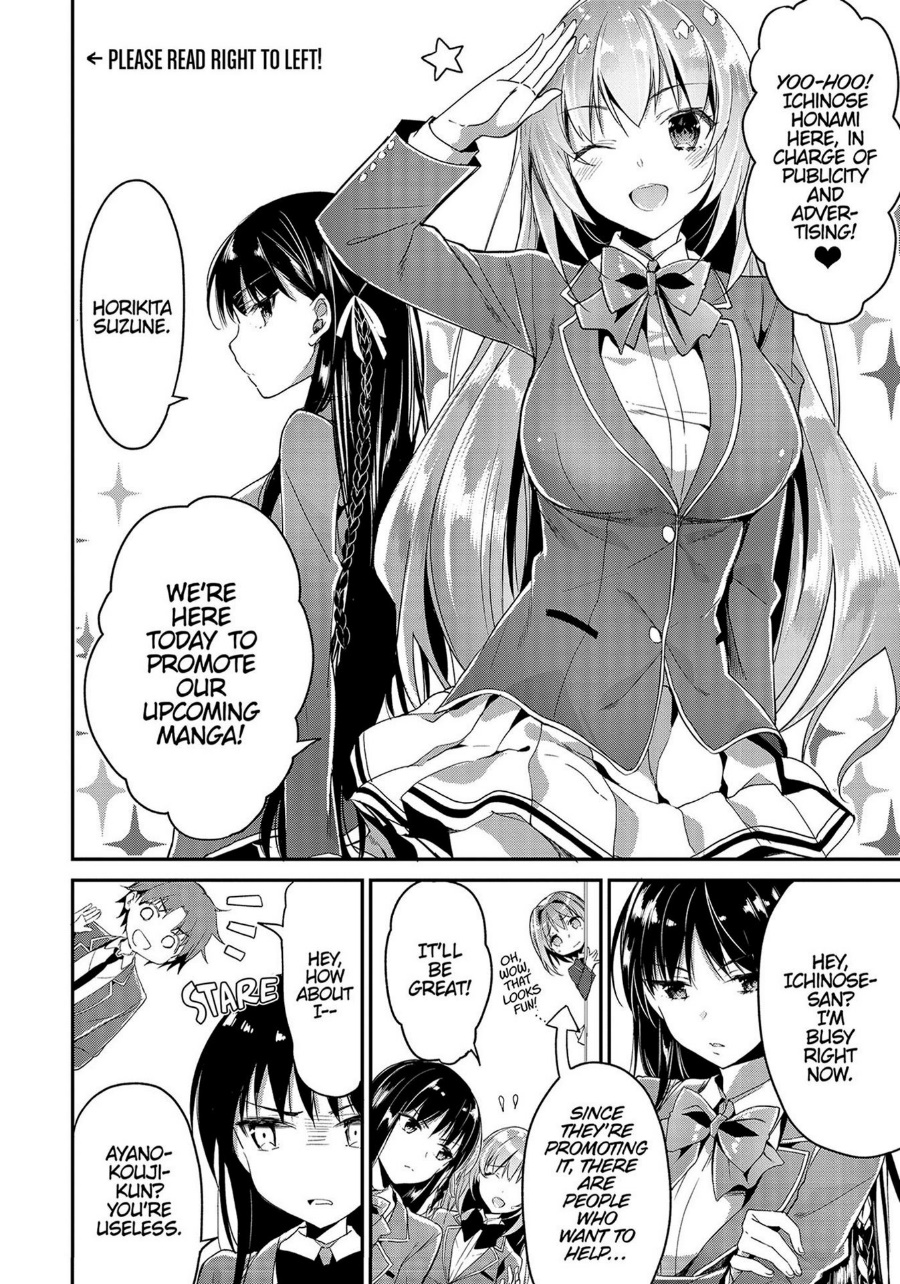 ← PLEASE READ RIGHT TO LEFT!
YOO-HOO!
ICHINOSE
HONAMI
HERE, IN
CHARGE OF
PUBLICITY
AND
ADVER-
TISING!
♥
HORIKITA
SUZUNE.
WE'RE
HERE
TODAY TO
PROMOTE
OUR
UPCOMING
MANGA!
HEY,
ICHINOSE-
SAN?
I'M
BUSY
RIGHT
NOW.
SINCE
THEY'RE
PROMOTING
IT, THERE
ARE
PEOPLE
WHO
WANT TO
HELP...
OH,
WOW,
THAT
LOOKS
FUN!
IT'LL
BE
GREAT!
HEY,
HOW
ABOUT
I--
STARE
AYANO-
KOUJI-
KUN?
YOU'RE
USELESS.